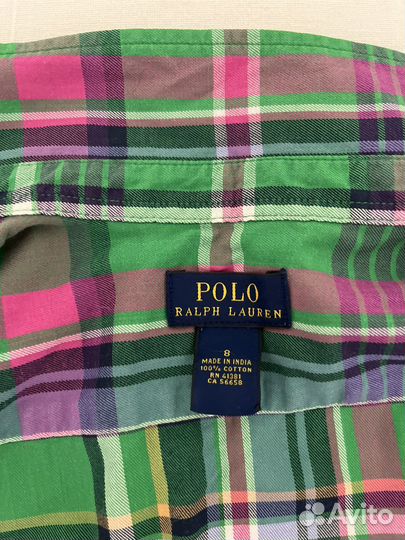 POLO
RALPH LAUREN
8
MADE IN INDIA
100% COTTON
RN 41381
CA 56658
Avito